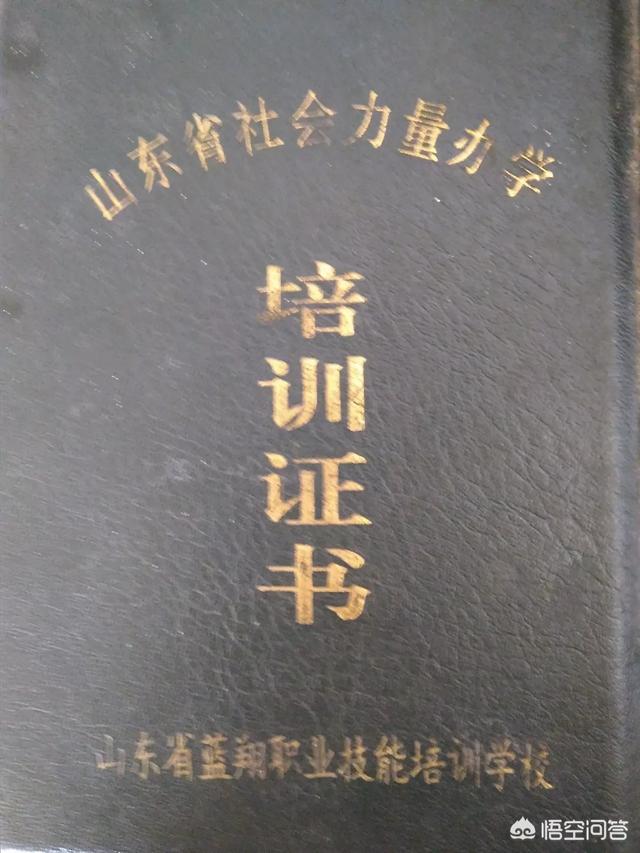 山东省社会力量办学
培训证书
山东省蓝翔职业技能培训学校
悟空问答